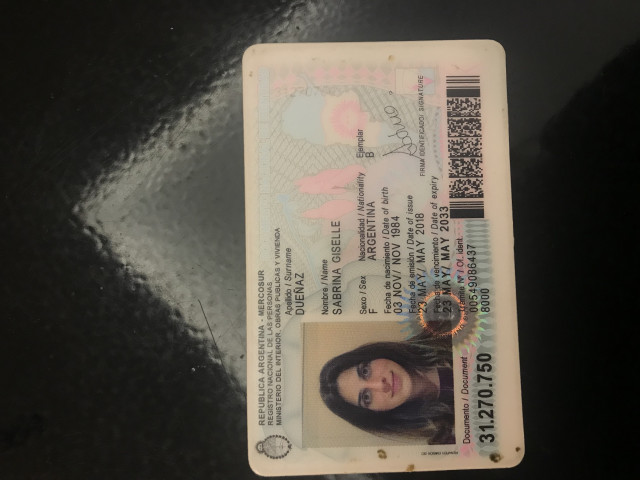 REPUBLICA ARGENTINA - MERCOSUR
REGISTRO NACIONAL DE LAS PERSONAS
MINISTERIO DEL INTERIOR, OBRAS PUBLICAS Y VIVIENDA
Apellido / Surname
DUEÑAZ
Nombre / Name
SABRINA GISELLE
Sexo / Sex Nacionalidad / Nationality Ejemplar
F ARGENTINA B
Fecha de nacimiento / Date of birth
03 NOV/ NOV 1984
Fecha de emisión / Date of issue
23 MAY/ MAY 2018
Fecha de vencimiento / Date of expiry
23 MAY/ MAY 2033
FIRMA IDENTIFICADO / SIGNATURE
Trámite Nº / Of. ident.
00549086437
8000
Documento / Document
31.270.750